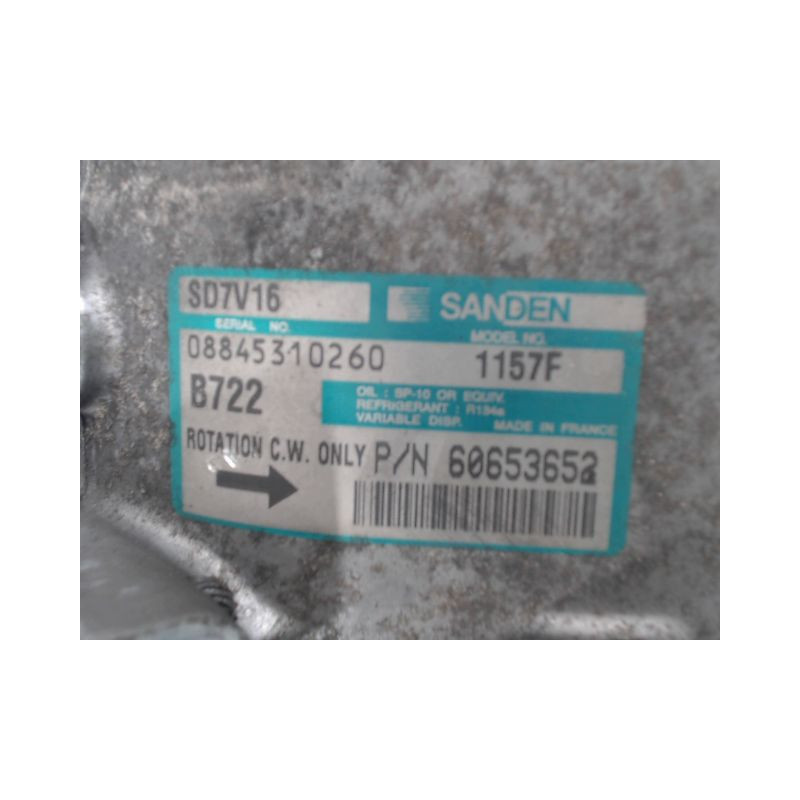 SD7V16
SANDEN
SERIAL NO.
MODEL NO.
08845310260
1157F
B722
OIL : SP-10 OR EQUIV.
REFRIGERANT : R134a
VARIABLE DISP.
MADE IN FRANCE
ROTATION C.W. ONLY
P/N 60653652